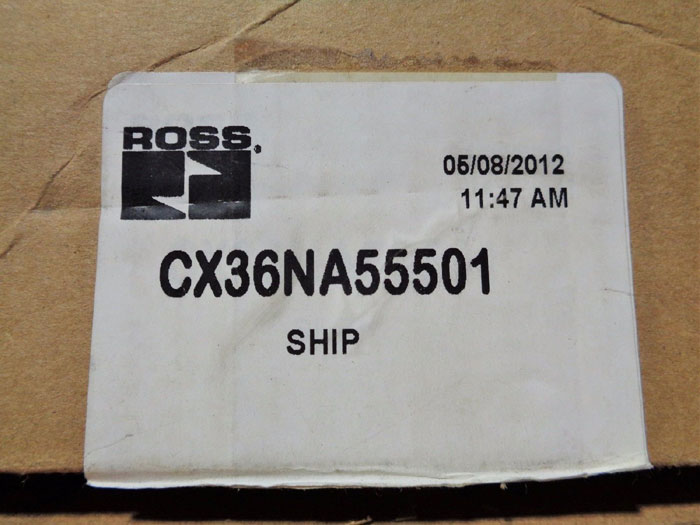 ROSS.
05/08/2012
11:47 AM
CX36NA55501
SHIP